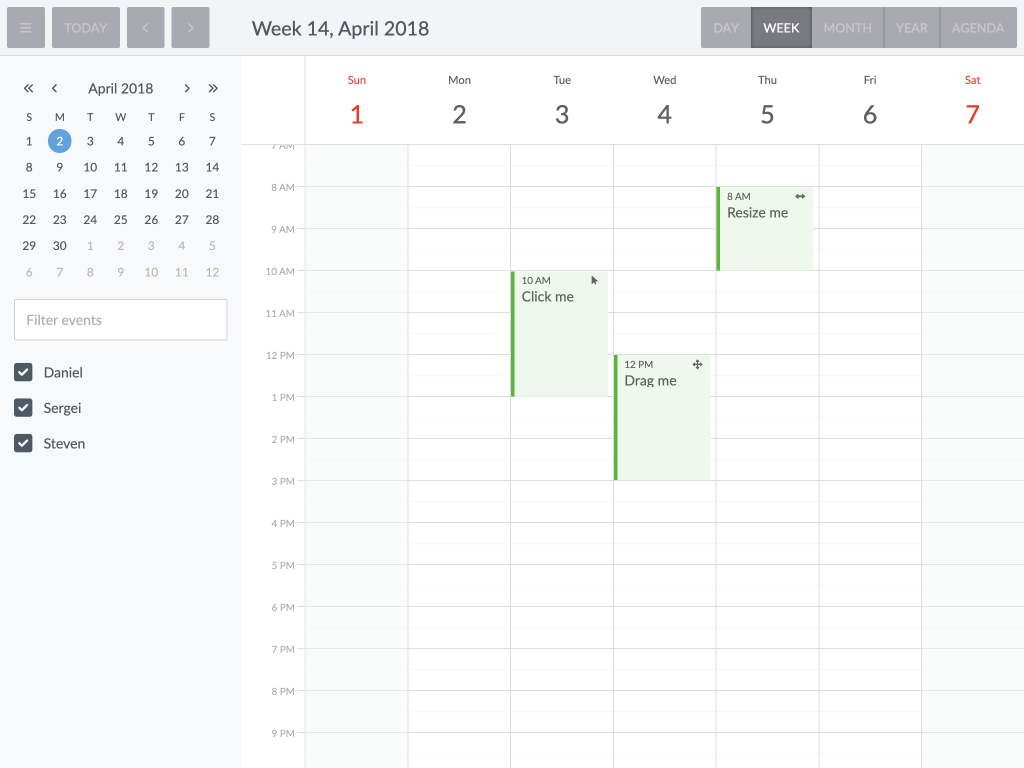 TODAY
Week 14, April 2018
DAY WEEK MONTH YEAR AGENDA
« ‹ April 2018 › »
S M T W T F S
1 2 3 4 5 6 7
8 9 10 11 12 13 14
15 16 17 18 19 20 21
22 23 24 25 26 27 28
29 30 1 2 3 4 5
6 7 8 9 10 11 12
Filter events
Daniel
Sergei
Steven
Sun Mon Tue Wed Thu Fri Sat
1 2 3 4 5 6 7
7 AM
8 AM
9 AM
10 AM
11 AM
12 PM
1 PM
2 PM
3 PM
4 PM
5 PM
6 PM
7 PM
8 PM
9 PM
10 AM
Click me
12 PM
Drag me
8 AM
Resize me